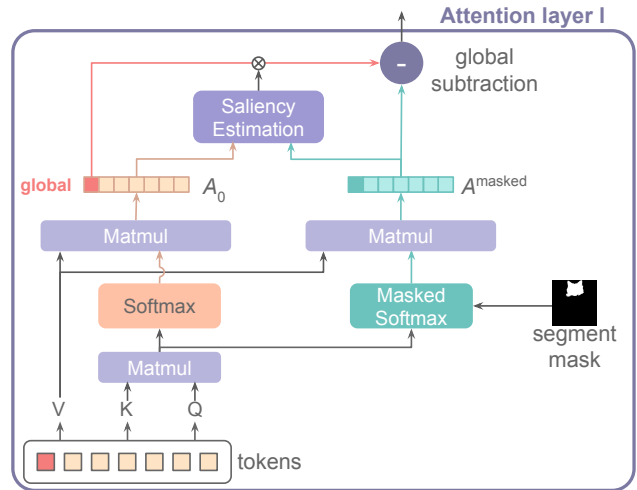 Attention layer l
-
global
subtraction
Saliency
Estimation
global
A0
Amasked
Matmul
Matmul
Softmax
Masked
Softmax
segment
mask
Matmul
V
K
Q
tokens